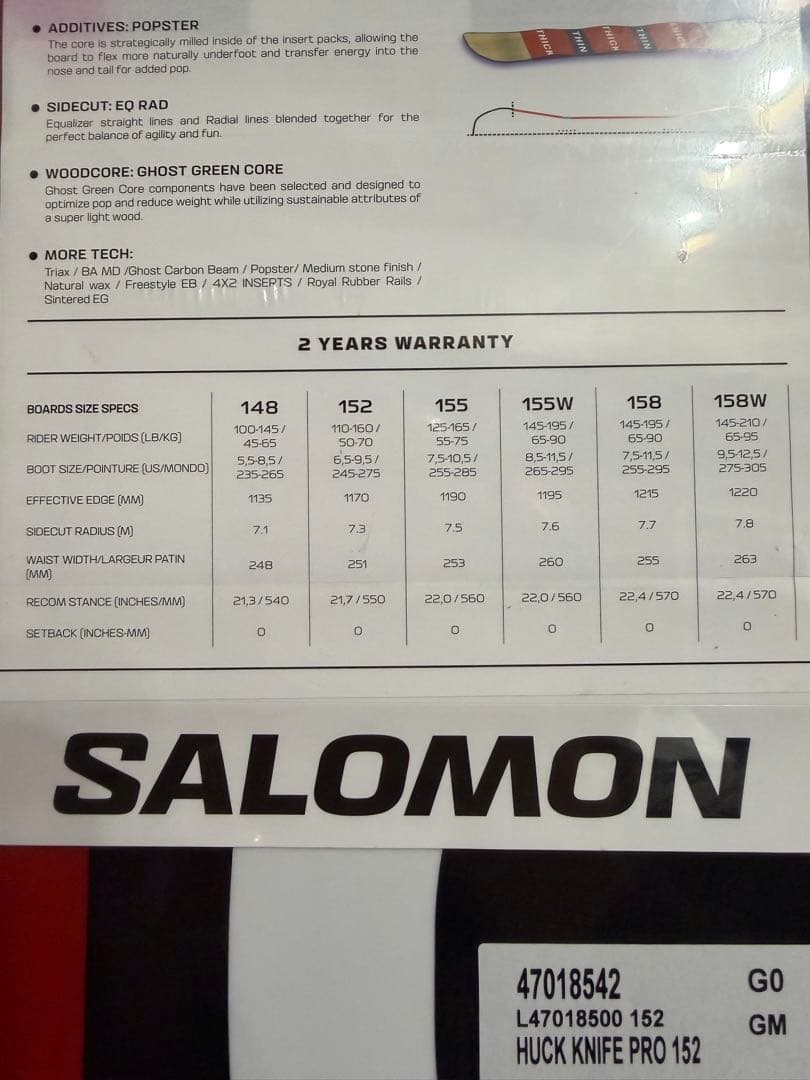 • ADDITIVES: POPSTER
The core is strategically milled inside of the insert packs, allowing the
board to flex more naturally underfoot and transfer energy into the
nose and tail for added pop.
THICK THIN THICK THIN THICK
• SIDECUT: EQ RAD
Equalizer straight lines and Radial lines blended together for the
perfect balance of agility and fun.
• WOODCORE: GHOST GREEN CORE
Ghost Green Core components have been selected and designed to
optimize pop and reduce weight while utilizing sustainable attributes of
a super light wood.
• MORE TECH:
Triax / BA MD /Ghost Carbon Beam / Popster/ Medium stone finish /
Natural wax / Freestyle EB / 4X2 INSERTS / Royal Rubber Rails /
Sintered EG
2 YEARS WARRANTY
BOARDS SIZE SPECS 148 152 155 155W 158 158W
RIDER WEIGHT/POIDS (LB/KG) 100-145 / 45-65 110-160 / 50-70 125-165 / 55-75 145-195 / 65-90 145-195 / 65-90 145-210 / 65-95
BOOT SIZE/POINTURE (US/MONDO) 5,5-8,5 / 235-265 6,5-9,5 / 245-275 7,5-10,5 / 255-285 8,5-11,5 / 265-295 7,5-11,5 / 255-295 9,5-12,5 / 275-305
EFFECTIVE EDGE (MM) 1135 1170 1190 1195 1215 1220
SIDECUT RADIUS (M) 7.1 7.3 7.5 7.6 7.7 7.8
WAIST WIDTH/LARGEUR PATIN (MM) 248 251 253 260 255 263
RECOM STANCE (INCHES/MM) 21,3 / 540 21,7 / 550 22,0 / 560 22,0 / 560 22,4 / 570 22,4 / 570
SETBACK (INCHES-MM) 0 0 0 0 0 0
SALOMON
47018542 G0
L47018500 152 GM
HUCK KNIFE PRO 152